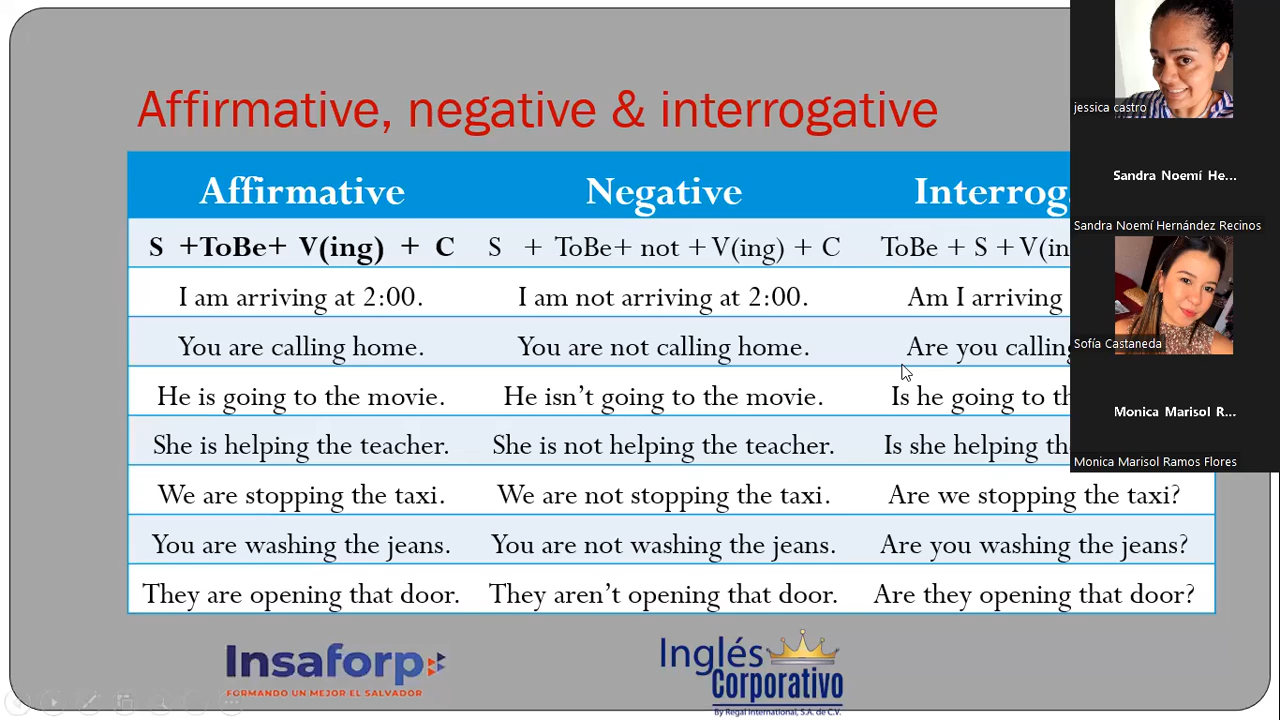 Affirmative, negative & interrogative
Affirmative Negative Interrog
S +ToBe+ V(ing) + C S + ToBe+ not + V(ing) + C ToBe + S + V(in
I am arriving at 2:00. I am not arriving at 2:00. Am I arriving
You are calling home. You are not calling home. Are you calling
He is going to the movie. He isn't going to the movie. Is he going to th
She is helping the teacher. She is not helping the teacher. Is she helping th
We are stopping the taxi. We are not stopping the taxi. Are we stopping the taxi?
You are washing the jeans. You are not washing the jeans. Are you washing the jeans?
They are opening that door. They aren't opening that door. Are they opening that door?
Insaforp
FORMANDO UN MEJOR EL SALVADOR
Inglés
Corporativo
By Regal International, S.A. de C.V.
jessica castro
Sandra Noemí He...
Sandra Noemí Hernández Recinos
Sofía Castaneda
Monica Marisol R...
Monica Marisol Ramos Flores